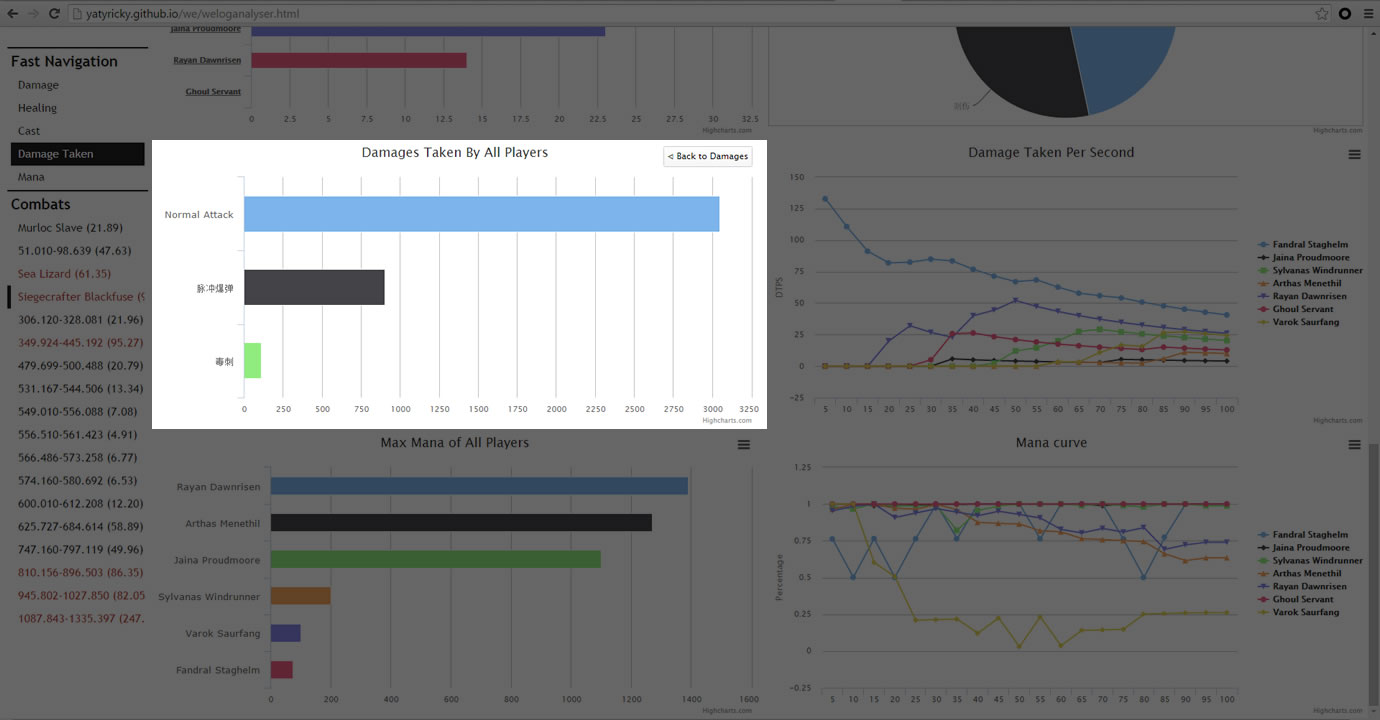 yatyricky.github.io/we/weloganalyser.html
Fast Navigation
Damage
Healing
Cast
Damage Taken
Mana
Combats
Murloc Slave (21.89)
51.010-98.639 (47.63)
Sea Lizard (61.35)
Siegecrafter Blackfuse (9
306.120-328.081 (21.96)
349.924-445.192 (95.27)
479.699-500.488 (20.79)
531.167-544.506 (13.34)
549.010-556.088 (7.08)
556.510-561.423 (4.91)
566.486-573.258 (6.77)
574.160-580.692 (6.53)
600.010-612.208 (12.20)
625.727-684.614 (58.89)
747.160-797.119 (49.96)
810.156-896.503 (86.35)
945.802-1027.850 (82.05
1087.843-1335.397 (247.
Jaina Proudmoore
Rayan Dawnrisen
Ghoul Servant
0 2.5 5 7.5 10 12.5 15 17.5 20 22.5 25 27.5 30 32.5
Highcharts.com
Highcharts.com
Damages Taken By All Players
⊲ Back to Damages
Normal Attack
脉冲爆弹
毒刺
0 250 500 750 1000 1250 1500 1750 2000 2250 2500 2750 3000 3250
Highcharts.com
Damage Taken Per Second
DTPS
150
125
100
75
50
25
0
-25
5 10 15 20 25 30 35 40 45 50 55 60 65 70 75 80 85 90 95 100
Fandral Staghelm
Jaina Proudmoore
Sylvanas Windrunner
Arthas Menethil
Rayan Dawnrisen
Ghoul Servant
Varok Saurfang
Highcharts.com
Max Mana of All Players
Rayan Dawnrisen
Arthas Menethil
Jaina Proudmoore
Sylvanas Windrunner
Varok Saurfang
Fandral Staghelm
0 200 400 600 800 1000 1200 1400 1600
Highcharts.com
Mana curve
Percentage
1.25
1
0.75
0.5
0.25
0
-0.25
5 10 15 20 25 30 35 40 45 50 55 60 65 70 75 80 85 90 95 100
Fandral Staghelm
Jaina Proudmoore
Sylvanas Windrunner
Arthas Menethil
Rayan Dawnrisen
Ghoul Servant
Varok Saurfang
Highcharts.com